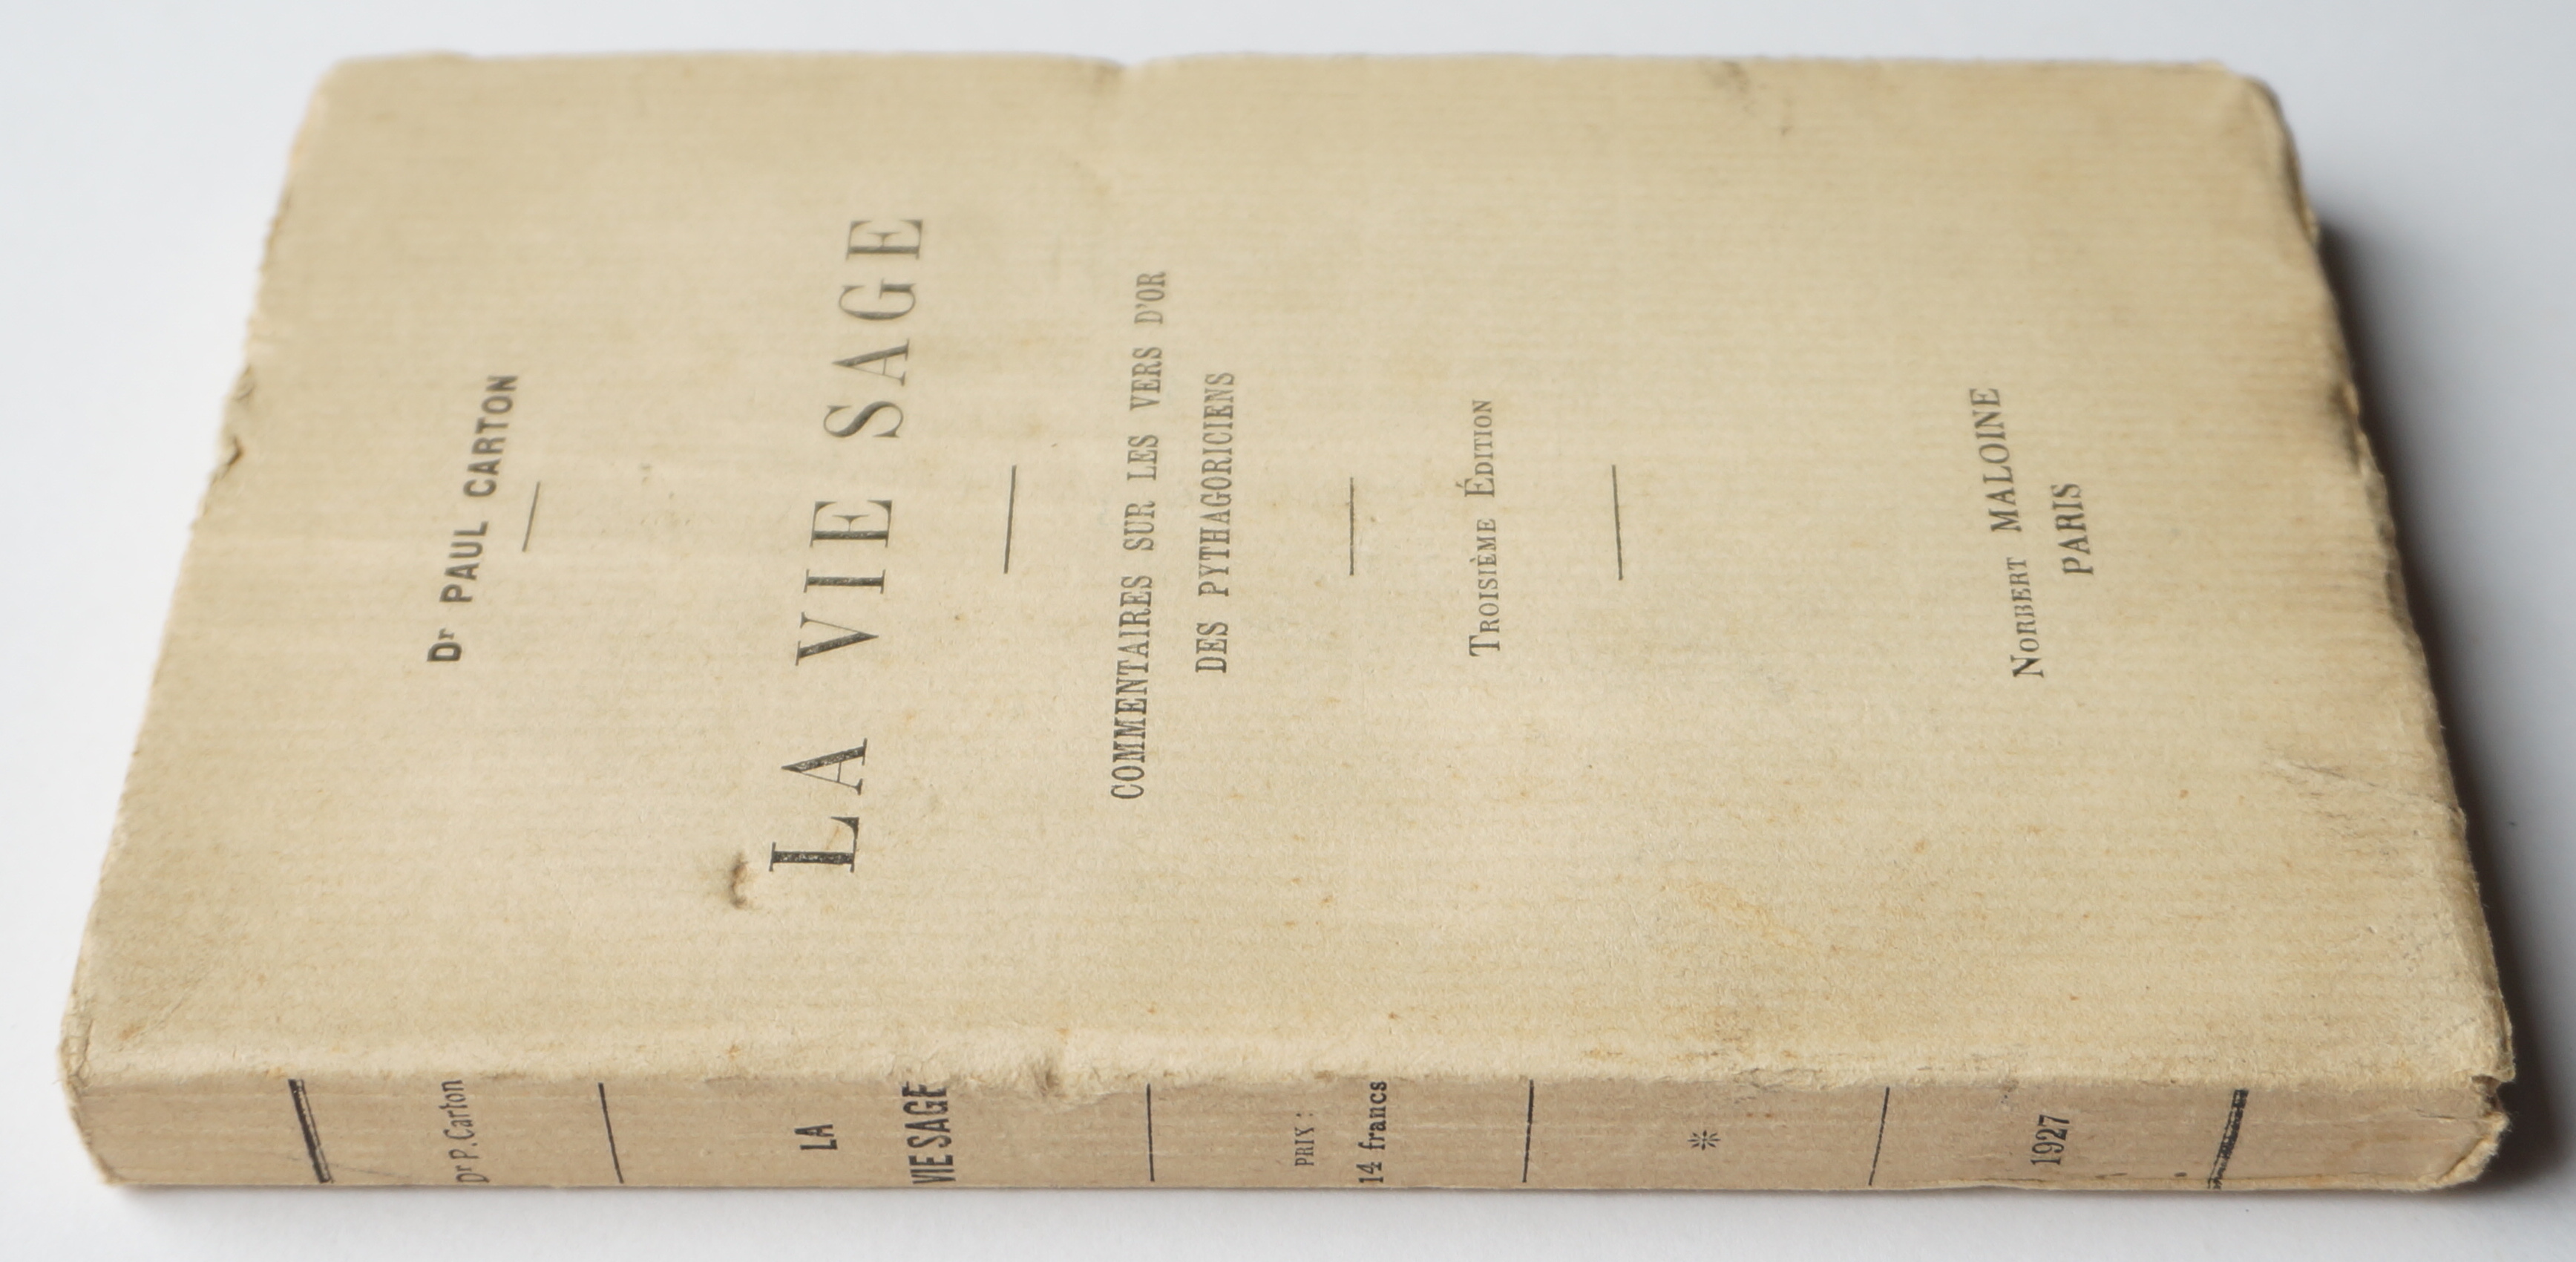 Dr PAUL CARTON
LA VIE SAGE
COMMENTAIRES SUR LES VERS D'OR
DES PYTHAGORICIENS
TROISIÈME ÉDITION
NORBERT MALOINE
PARIS
Dr P. Carton
LA
VIE SAGE
PRIX :
14 francs
1927